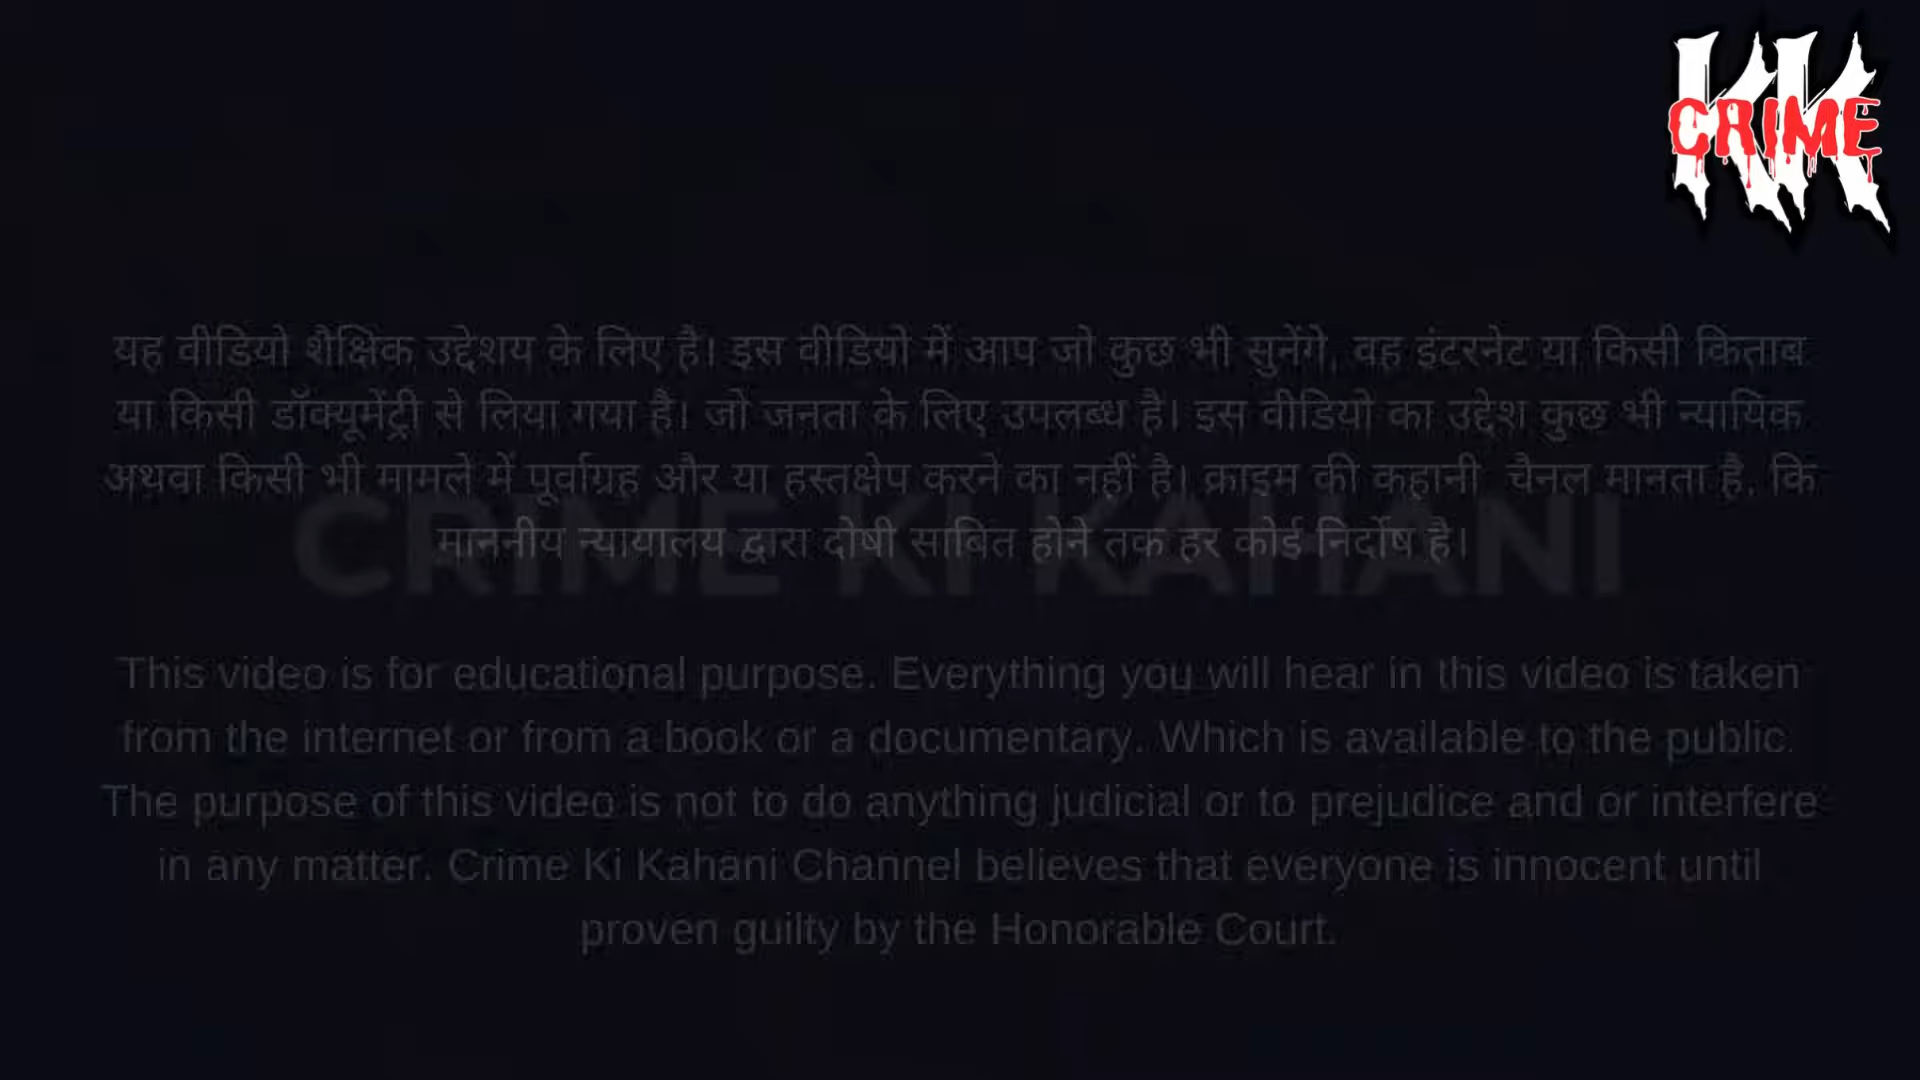 KK
CRIME
यह वीडियो शैक्षिक उद्देशय के लिए है। इस वीडियो में आप जो कुछ भी सुनेंगे, वह इंटरनेट या किसी किताब
या किसी डॉक्यूमेंट्री से लिया गया है। जो जनता के लिए उपलब्ध है। इस वीडियो का उद्देश कुछ भी न्यायिक
अथवा किसी भी मामले में पूर्वाग्रह और या हस्तक्षेप करने का नहीं है। क्राइम की कहानी चैनल मानता है, कि
माननीय न्यायालय द्वारा दोषी साबित होने तक हर कोई निर्दोष है।
CRIME KI KAHANI
This video is for educational purpose. Everything you will hear in this video is taken
from the internet or from a book or a documentary. Which is available to the public.
The purpose of this video is not to do anything judicial or to prejudice and or interfere
in any matter. Crime Ki Kahani Channel believes that everyone is innocent until
proven guilty by the Honorable Court.